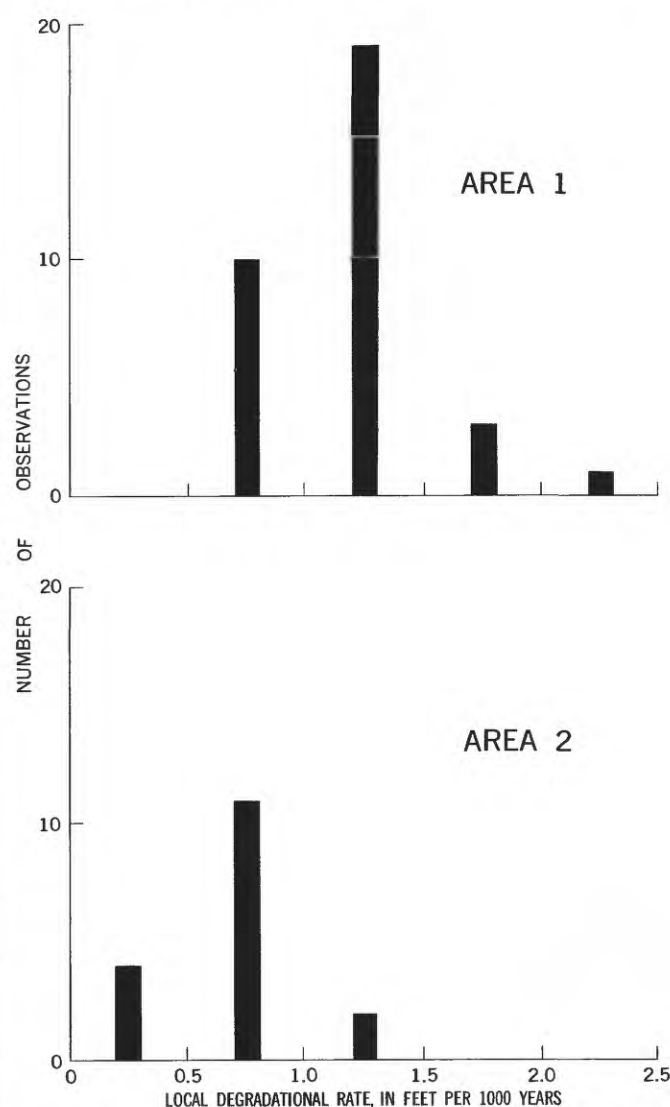 20
AREA 1
10
0
NUMBER OF OBSERVATIONS
20
AREA 2
10
0
0 0.5 1.0 1.5 2.0 2.5
LOCAL DEGRADATIONAL RATE, IN FEET PER 1000 YEARS